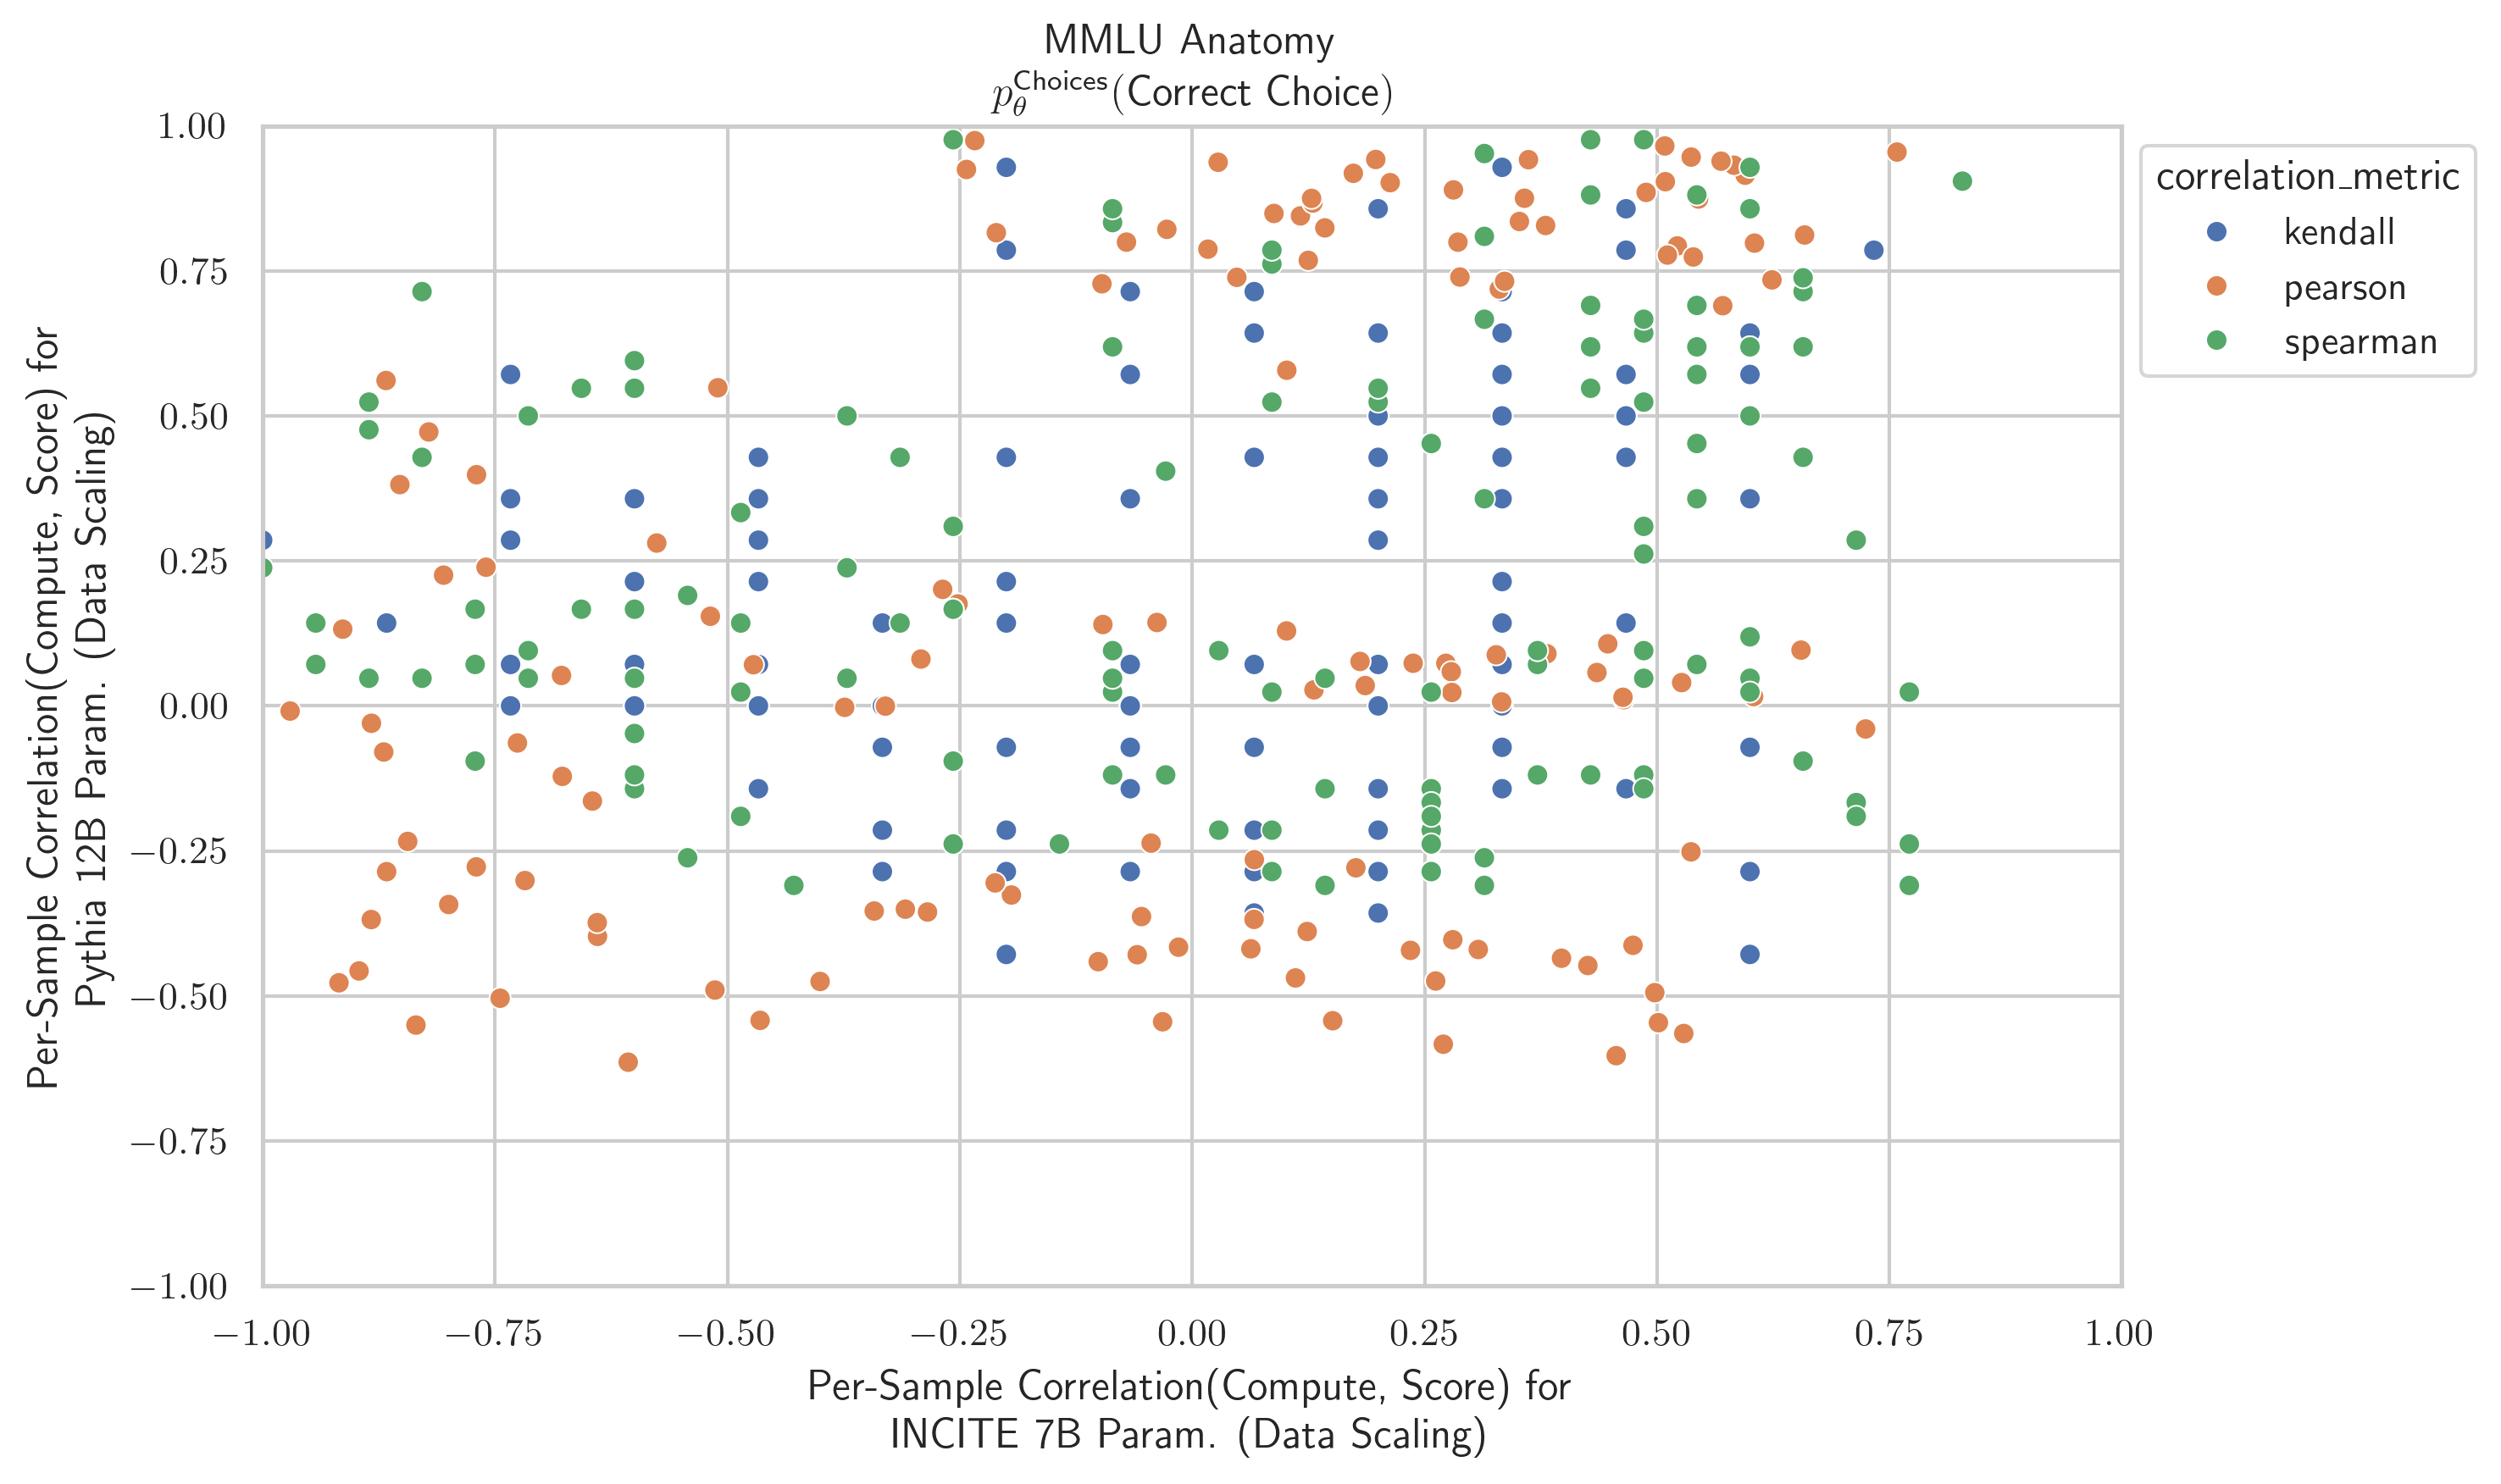 MMLU Anatomy
p_θ^Choices(Correct Choice)
Per-Sample Correlation(Compute, Score) for
Pythia 12B Param. (Data Scaling)
1.00
0.75
0.50
0.25
0.00
−0.25
−0.50
−0.75
−1.00
−1.00
−0.75
−0.50
−0.25
0.00
0.25
0.50
0.75
1.00
Per-Sample Correlation(Compute, Score) for
INCITE 7B Param. (Data Scaling)
correlation_metric
kendall
pearson
spearman